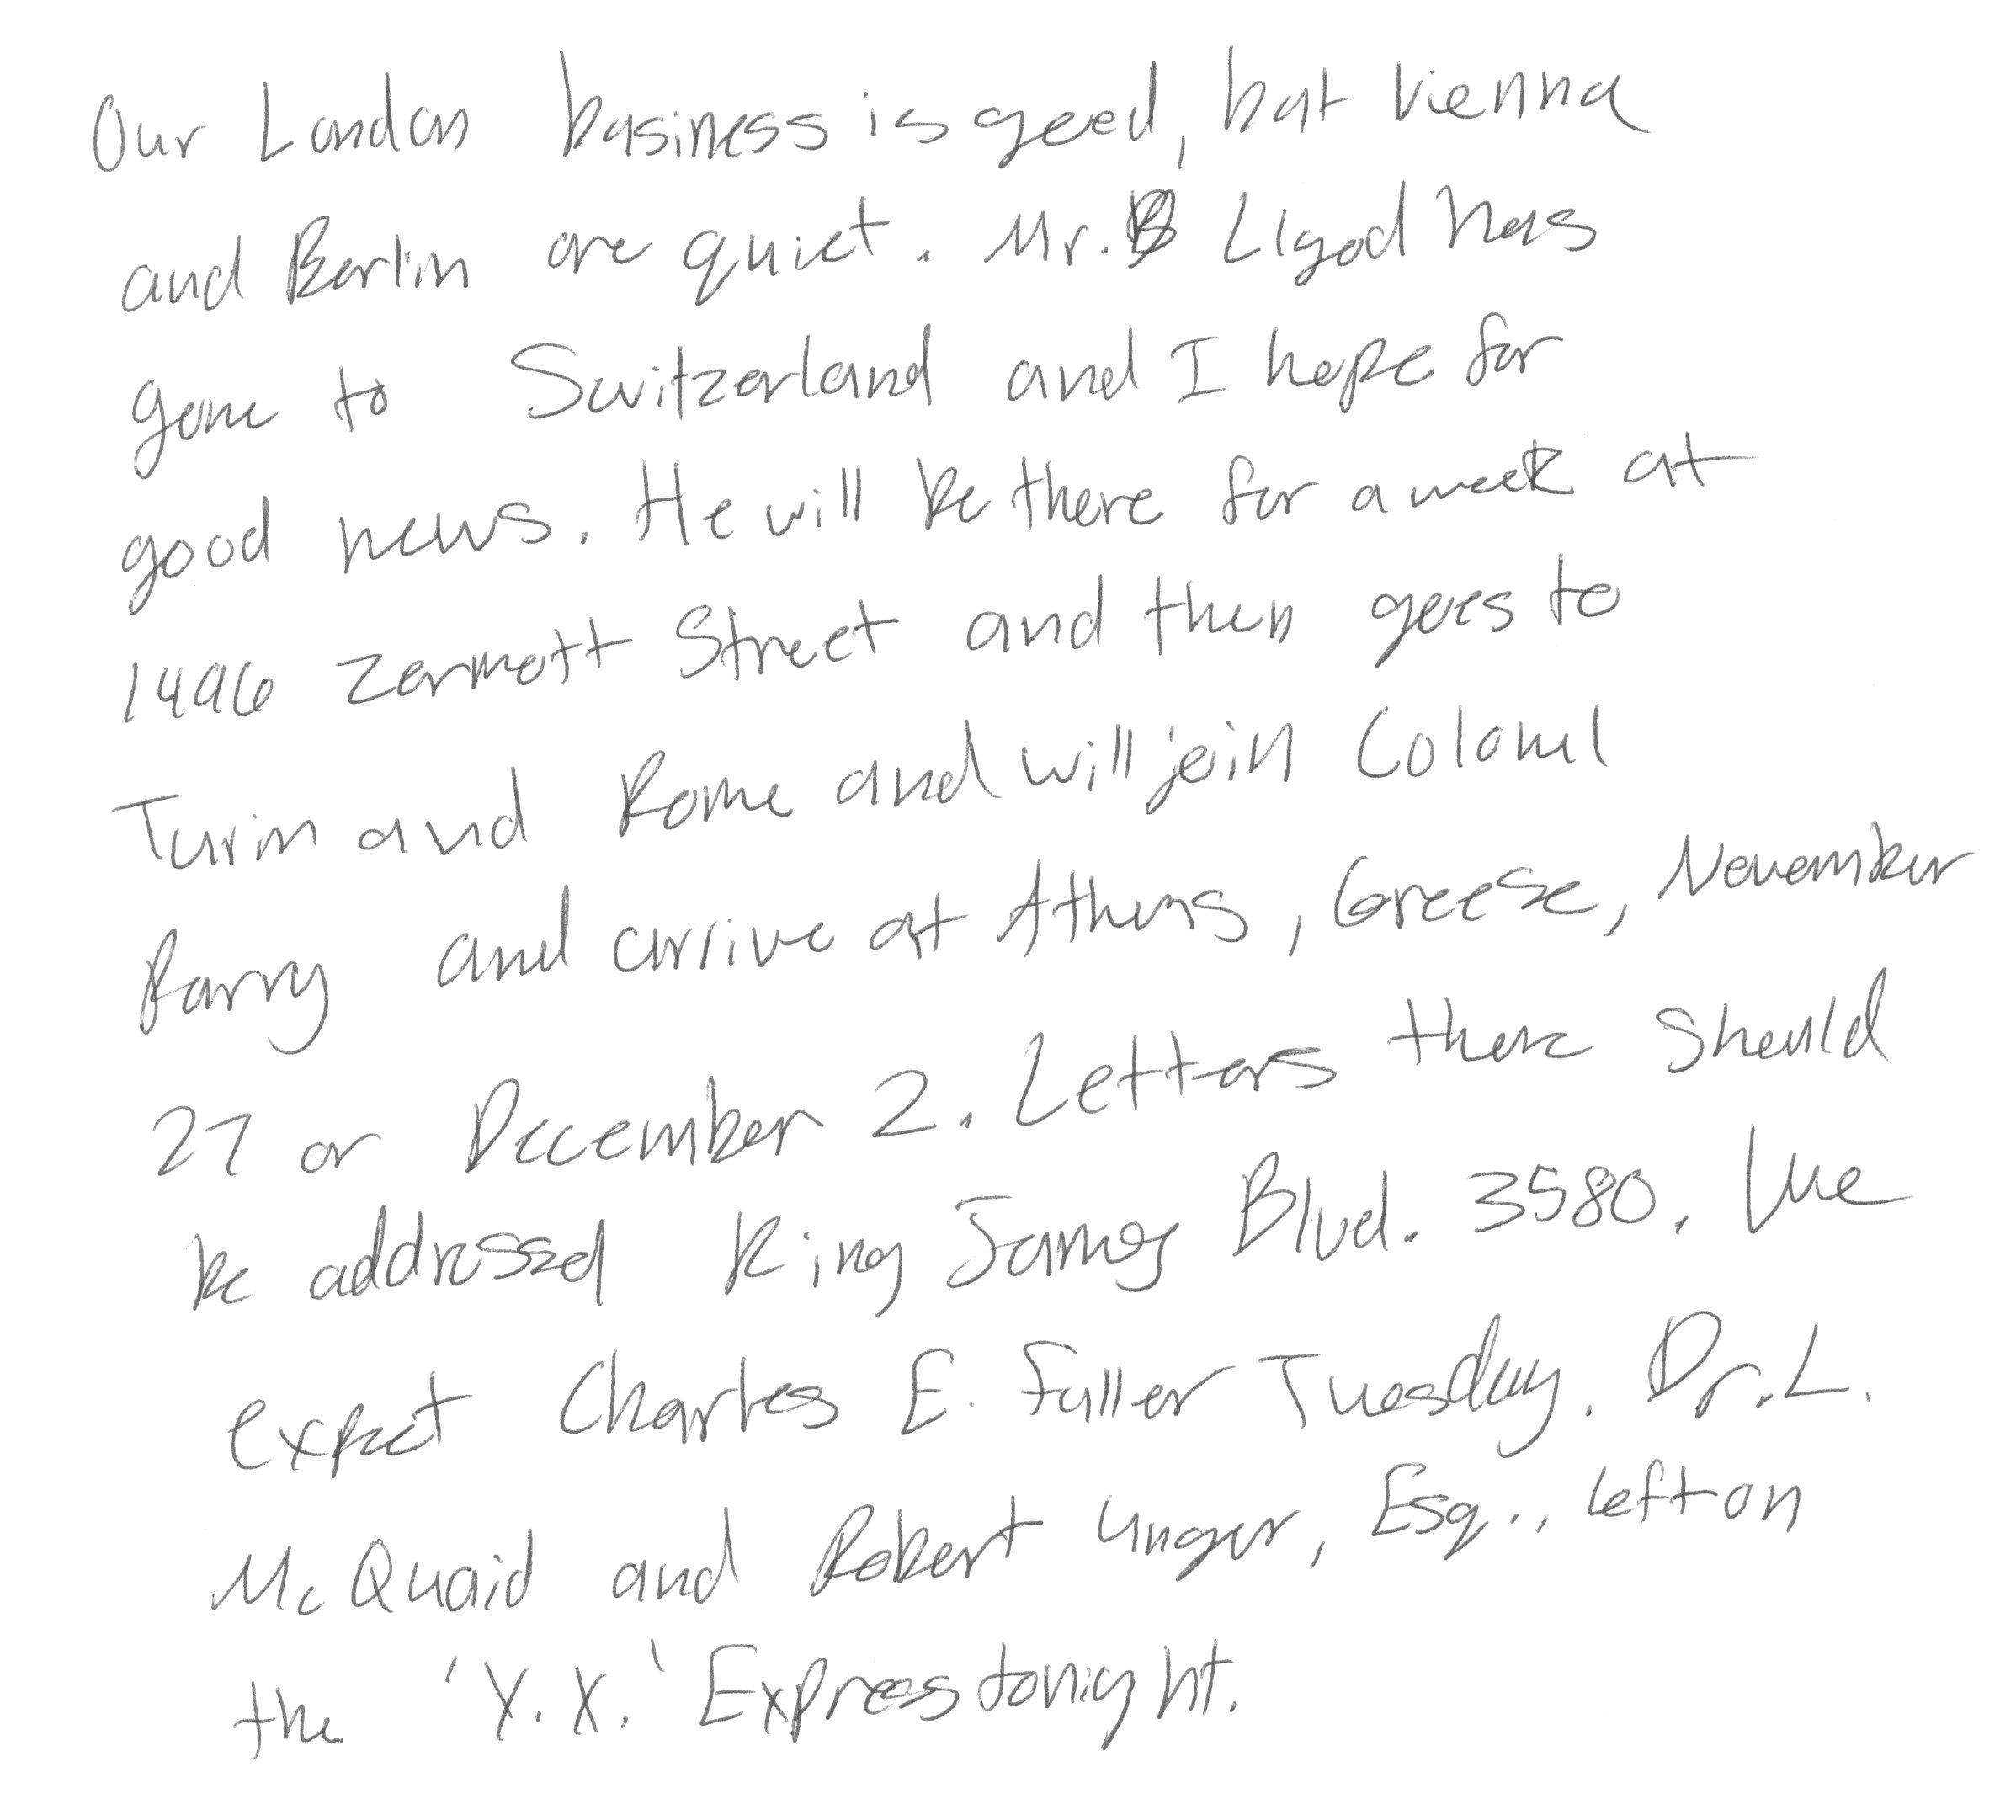 Our London business is good, but Vienna
and Berlin are quiet. Mr. B Ligod has
gone to Switzerland and I hope for
good news. He will be there for a week at
1496 Zermott Street and then goes to
Turin and Rome and will join Colonel
Parry and arrive at Athens, Greese, November
27 or December 2. Letters there should
be addressed King James Blvd. 3580. We
expect Charles E. Fuller Tuesday. Dr. L.
McQuaid and Robert Unger, Esq., left on
the 'Y.X.' Express tonight.